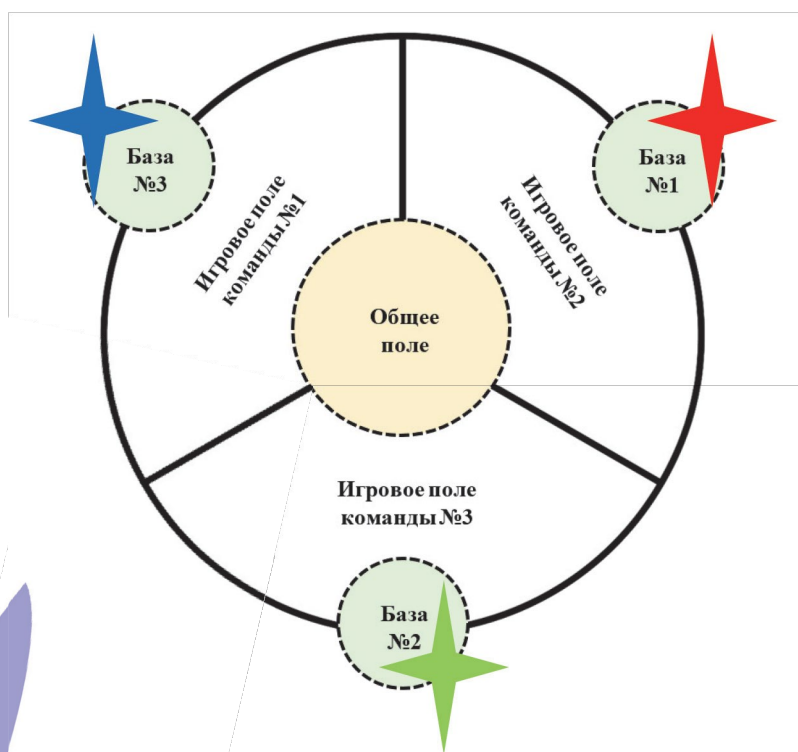 База
№3
База
№1
Игровое поле
команды №1
Игровое поле
команды №2
Общее
поле
Игровое поле
команды №3
База
№2